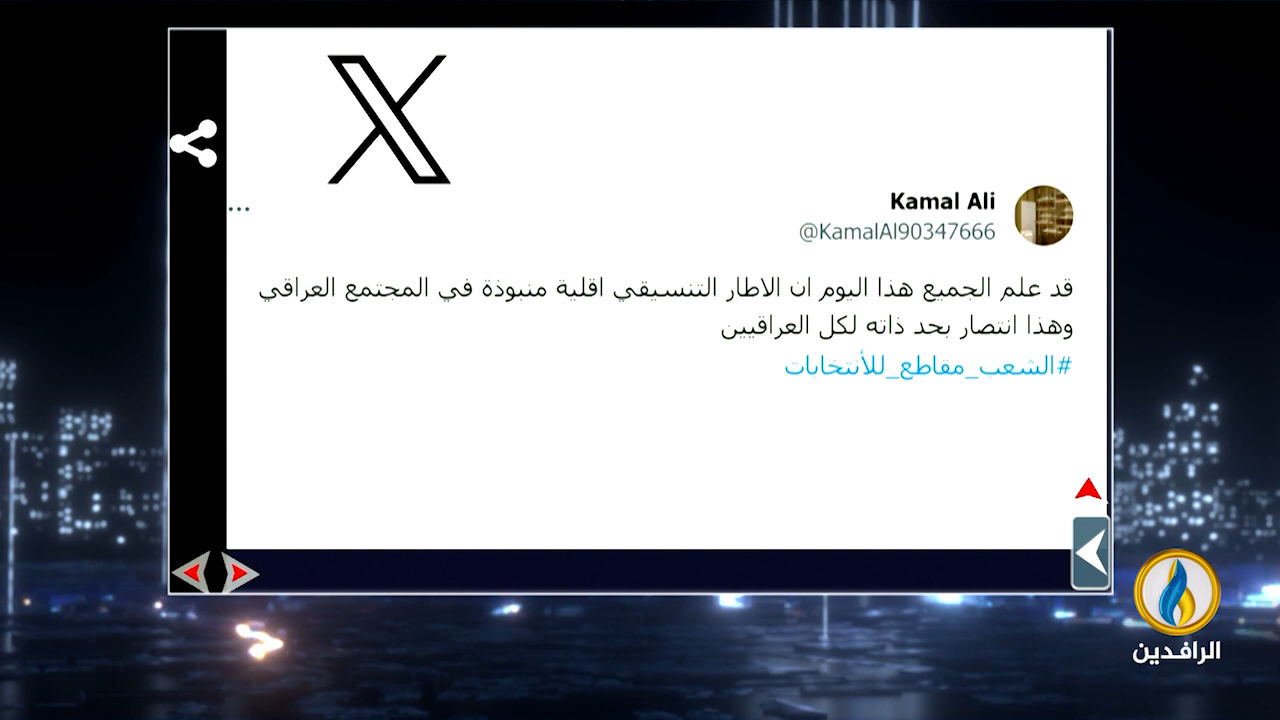 Kamal Ali
@KamalAl90347666
...
قد علم الجميع هذا اليوم ان الاطار التنسيقي اقلية منبوذة في المجتمع العراقي
وهذا انتصار بحد ذاته لكل العراقيين
#الشعب_مقاطع_للأنتخابات
الرافدين